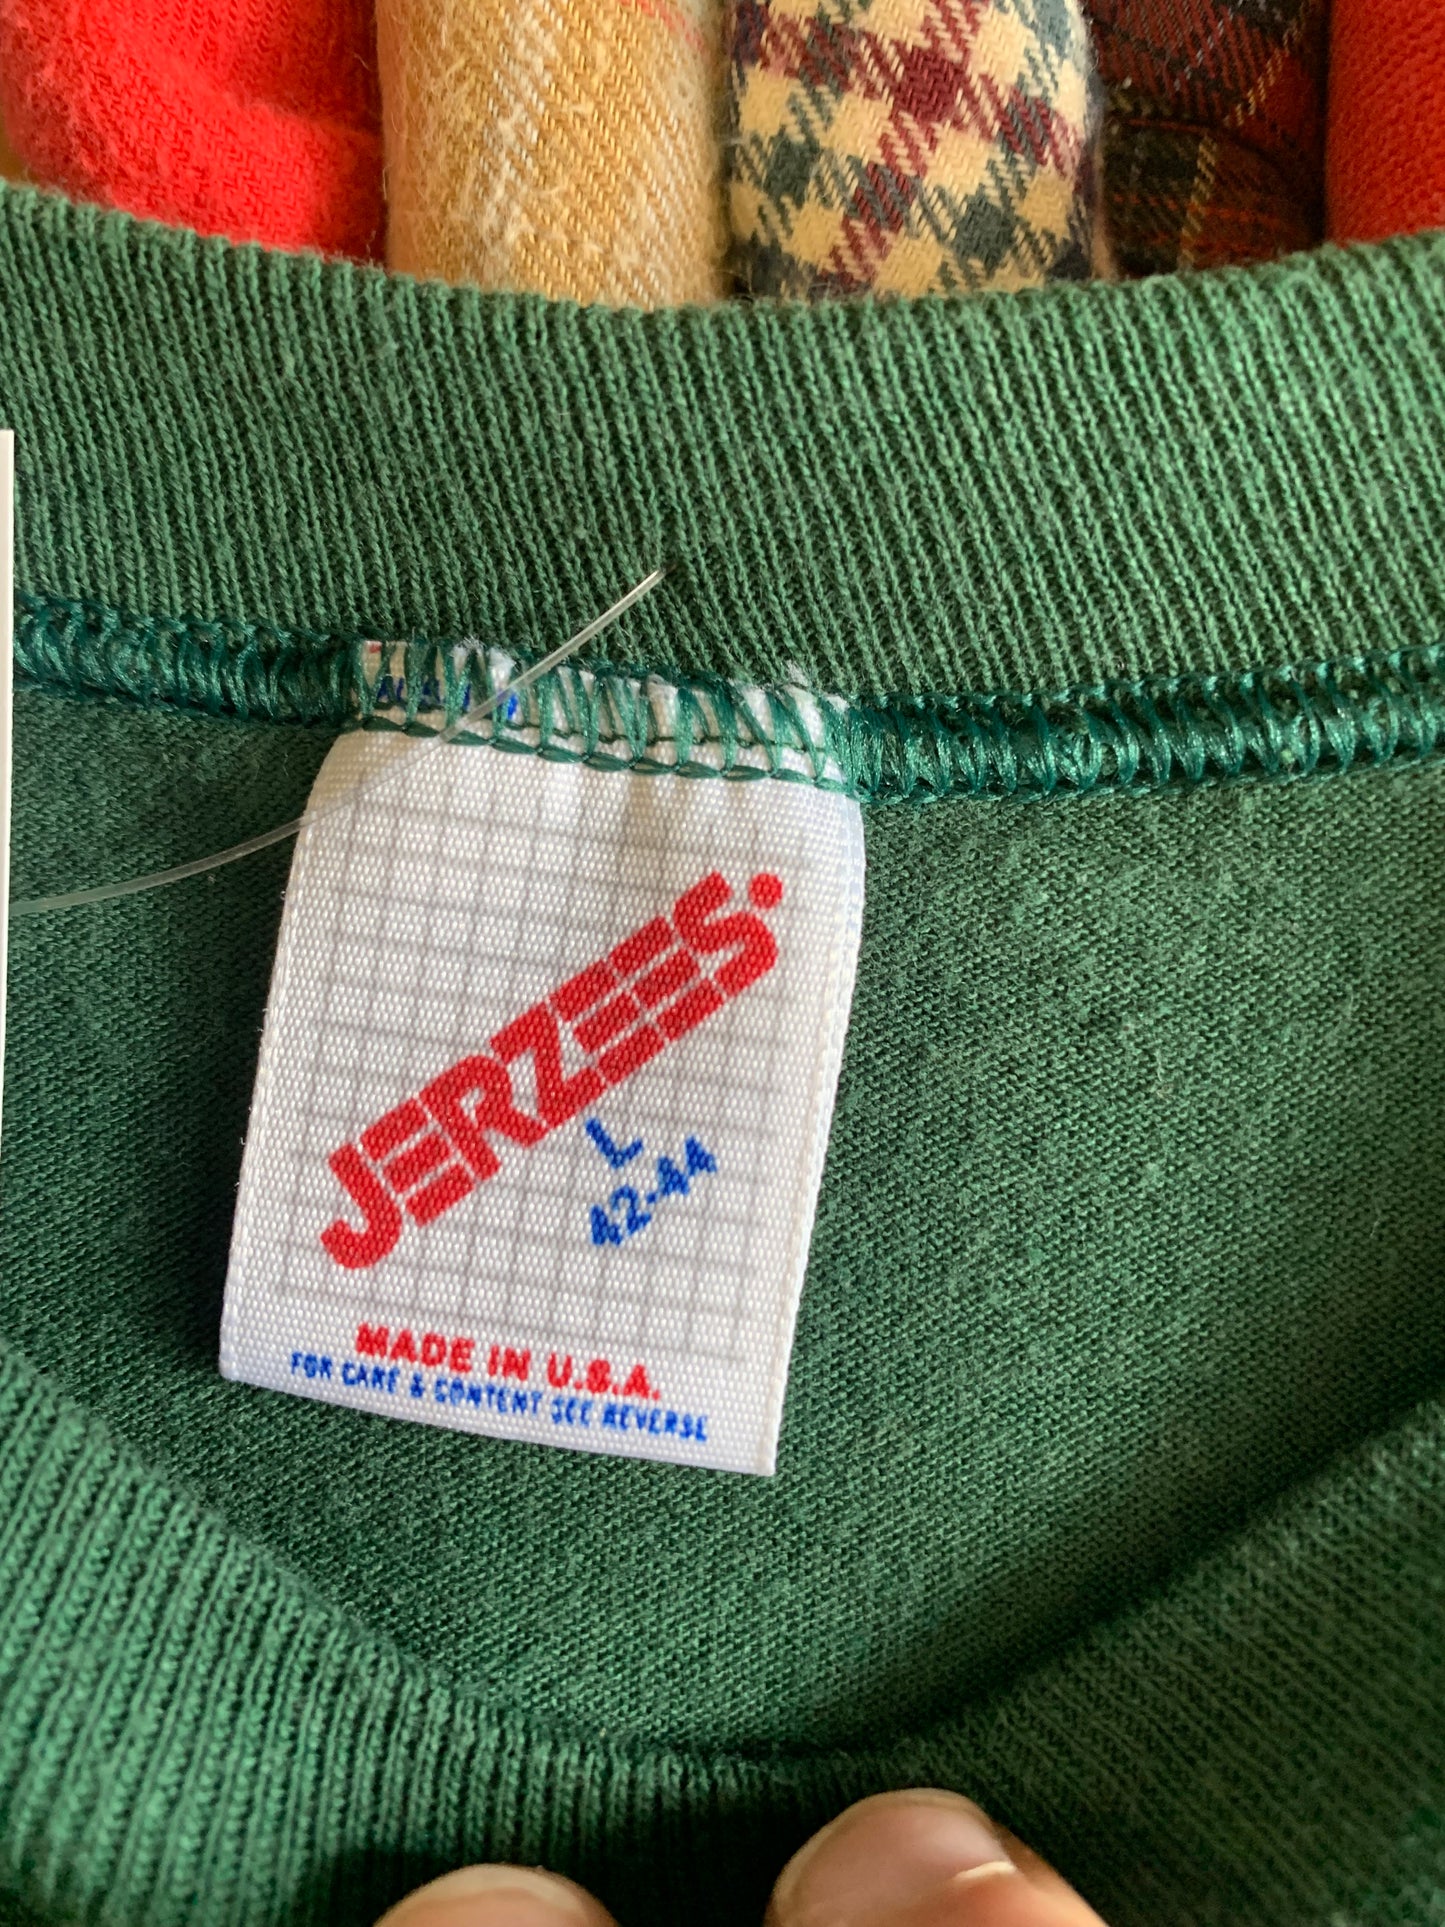 JERZEES.
L
42-44
MADE IN U.S.A.
FOR CARE & CONTENT SEE REVERSE